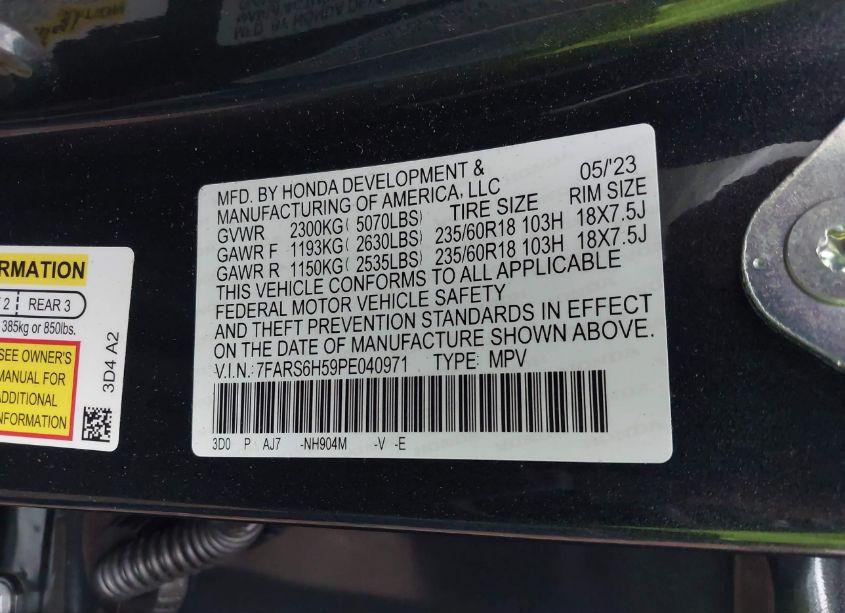 MFD. BY HONDA DEVELOPMENT & 05/'23
MANUFACTURING OF AMERICA, LLC
TIRE SIZE RIM SIZE
GVWR 2300KG( 5070LBS)
GAWR F 1193KG( 2630LBS) 235/60R18 103H 18X7.5J
GAWR R 1150KG( 2535LBS) 235/60R18 103H 18X7.5J
THIS VEHICLE CONFORMS TO ALL APPLICABLE
FEDERAL MOTOR VEHICLE SAFETY
AND THEFT PREVENTION STANDARDS IN EFFECT
ON THE DATE OF MANUFACTURE SHOWN ABOVE.
V.I.N.: 7FARS6H59PE040971 TYPE: MPV
3D0 P AJ7 -NH904M -V -E
RMATION
2 REAR 3
385kg or 850lbs.
SEE OWNER'S
MANUAL FOR
ADDITIONAL
INFORMATION
3D4 A2